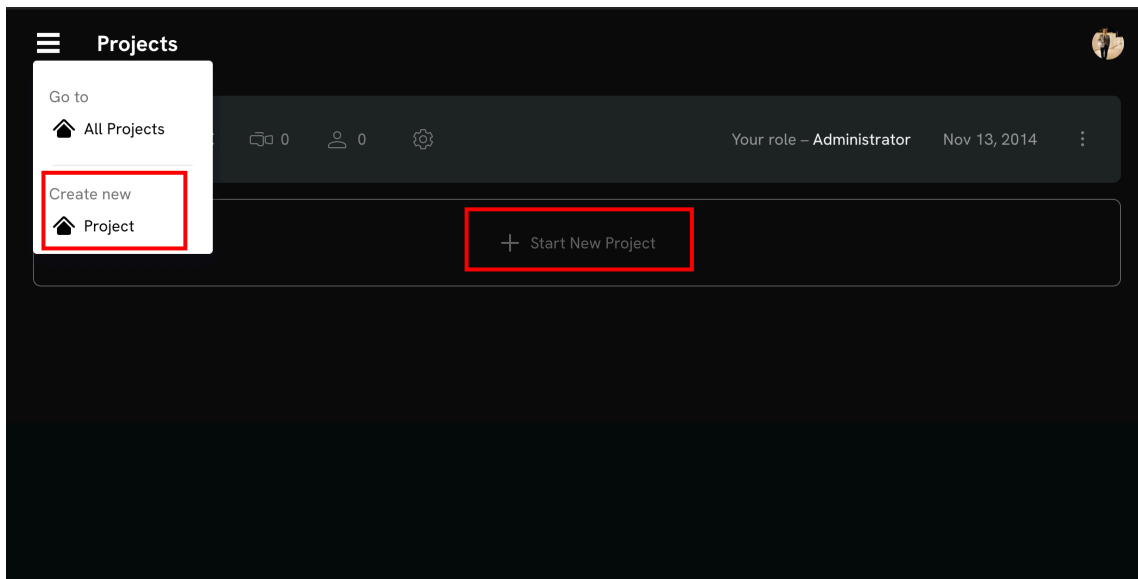 Projects
Go to
All Projects
0 0 Your role – Administrator Nov 13, 2014
Create new
Project
Start New Project